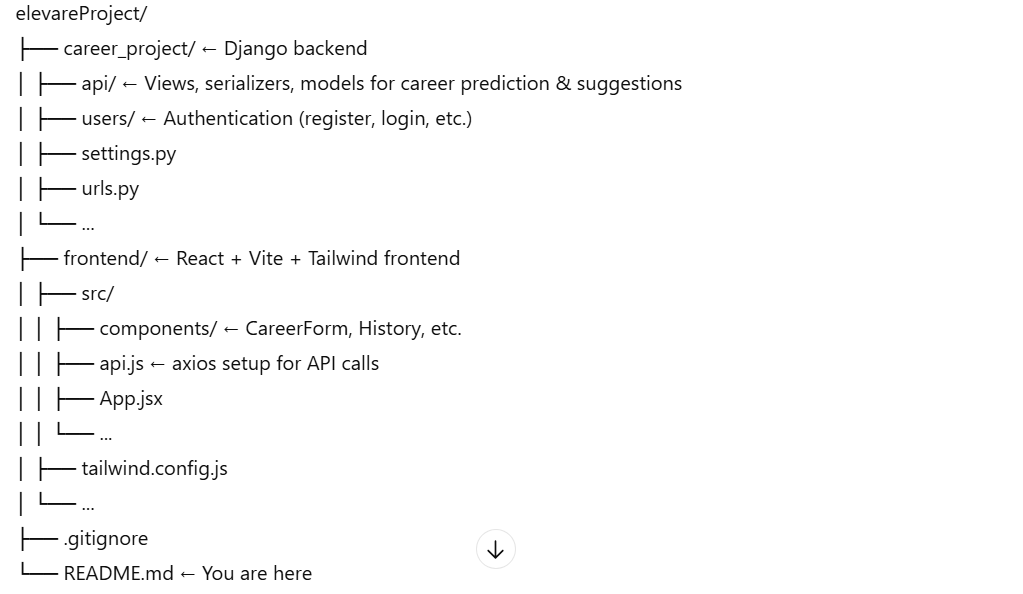 elevareProject/
├── career_project/ ← Django backend
│ ├── api/ ← Views, serializers, models for career prediction & suggestions
│ ├── users/ ← Authentication (register, login, etc.)
│ ├── settings.py
│ ├── urls.py
│ └── ...
├── frontend/ ← React + Vite + Tailwind frontend
│ ├── src/
│ │ ├── components/ ← CareerForm, History, etc.
│ │ ├── api.js ← axios setup for API calls
│ │ ├── App.jsx
│ │ └── ...
│ ├── tailwind.config.js
│ └── ...
├── .gitignore
└── README.md ← You are here